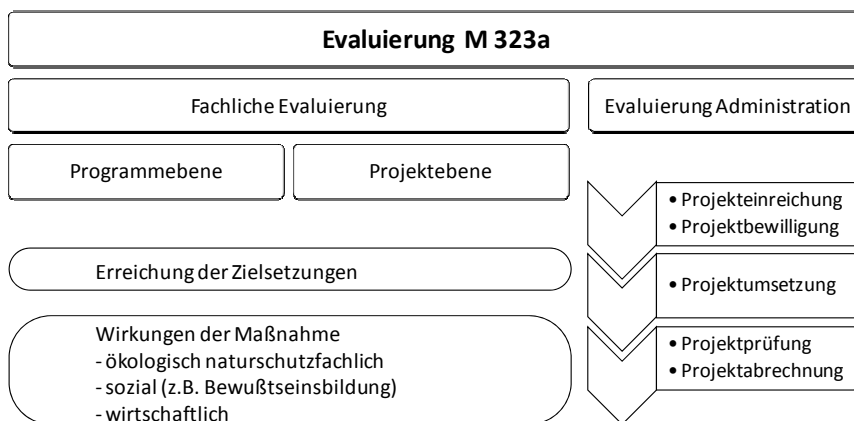 Evaluierung M 323a
Fachliche Evaluierung
Evaluierung Administration
Programmebene
Projektebene
• Projekteinreichung
• Projektbewilligung
Erreichung der Zielsetzungen
• Projektumsetzung
Wirkungen der Maßnahme
- ökologisch naturschutzfachlich
- sozial (z.B. Bewußtseinsbildung)
- wirtschaftlich
• Projektprüfung
• Projektabrechnung